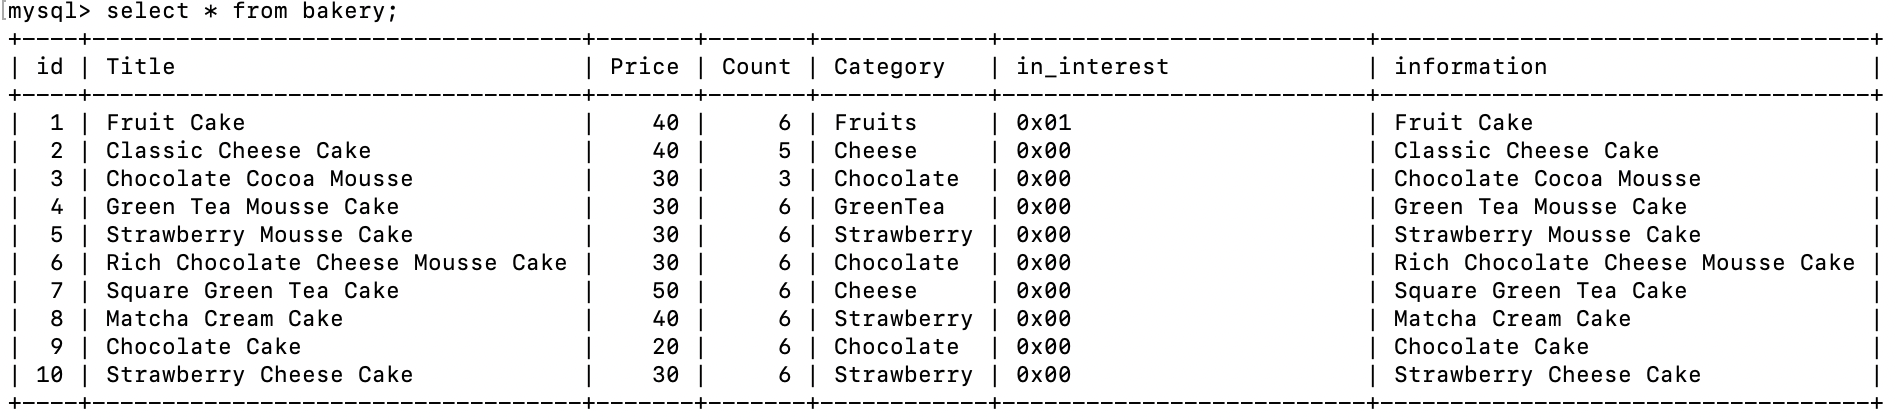 [mysql> select * from bakery;
+----+-----------------------------------+-------+-------+------------+--------------------------+-----------------------------------+
| id | Title                             | Price | Count | Category   | in_interest              | information                       |
+----+-----------------------------------+-------+-------+------------+--------------------------+-----------------------------------+
|  1 | Fruit Cake                        |    40 |     6 | Fruits     | 0x01                     | Fruit Cake                        |
|  2 | Classic Cheese Cake               |    40 |     5 | Cheese     | 0x00                     | Classic Cheese Cake               |
|  3 | Chocolate Cocoa Mousse            |    30 |     3 | Chocolate  | 0x00                     | Chocolate Cocoa Mousse            |
|  4 | Green Tea Mousse Cake             |    30 |     6 | GreenTea   | 0x00                     | Green Tea Mousse Cake             |
|  5 | Strawberry Mousse Cake            |    30 |     6 | Strawberry | 0x00                     | Strawberry Mousse Cake            |
|  6 | Rich Chocolate Cheese Mousse Cake |    30 |     6 | Chocolate  | 0x00                     | Rich Chocolate Cheese Mousse Cake |
|  7 | Square Green Tea Cake             |    50 |     6 | Cheese     | 0x00                     | Square Green Tea Cake             |
|  8 | Matcha Cream Cake                 |    40 |     6 | Strawberry | 0x00                     | Matcha Cream Cake                 |
|  9 | Chocolate Cake                    |    20 |     6 | Chocolate  | 0x00                     | Chocolate Cake                    |
| 10 | Strawberry Cheese Cake            |    30 |     6 | Strawberry | 0x00                     | Strawberry Cheese Cake            |
+----+-----------------------------------+-------+-------+------------+--------------------------+-----------------------------------+